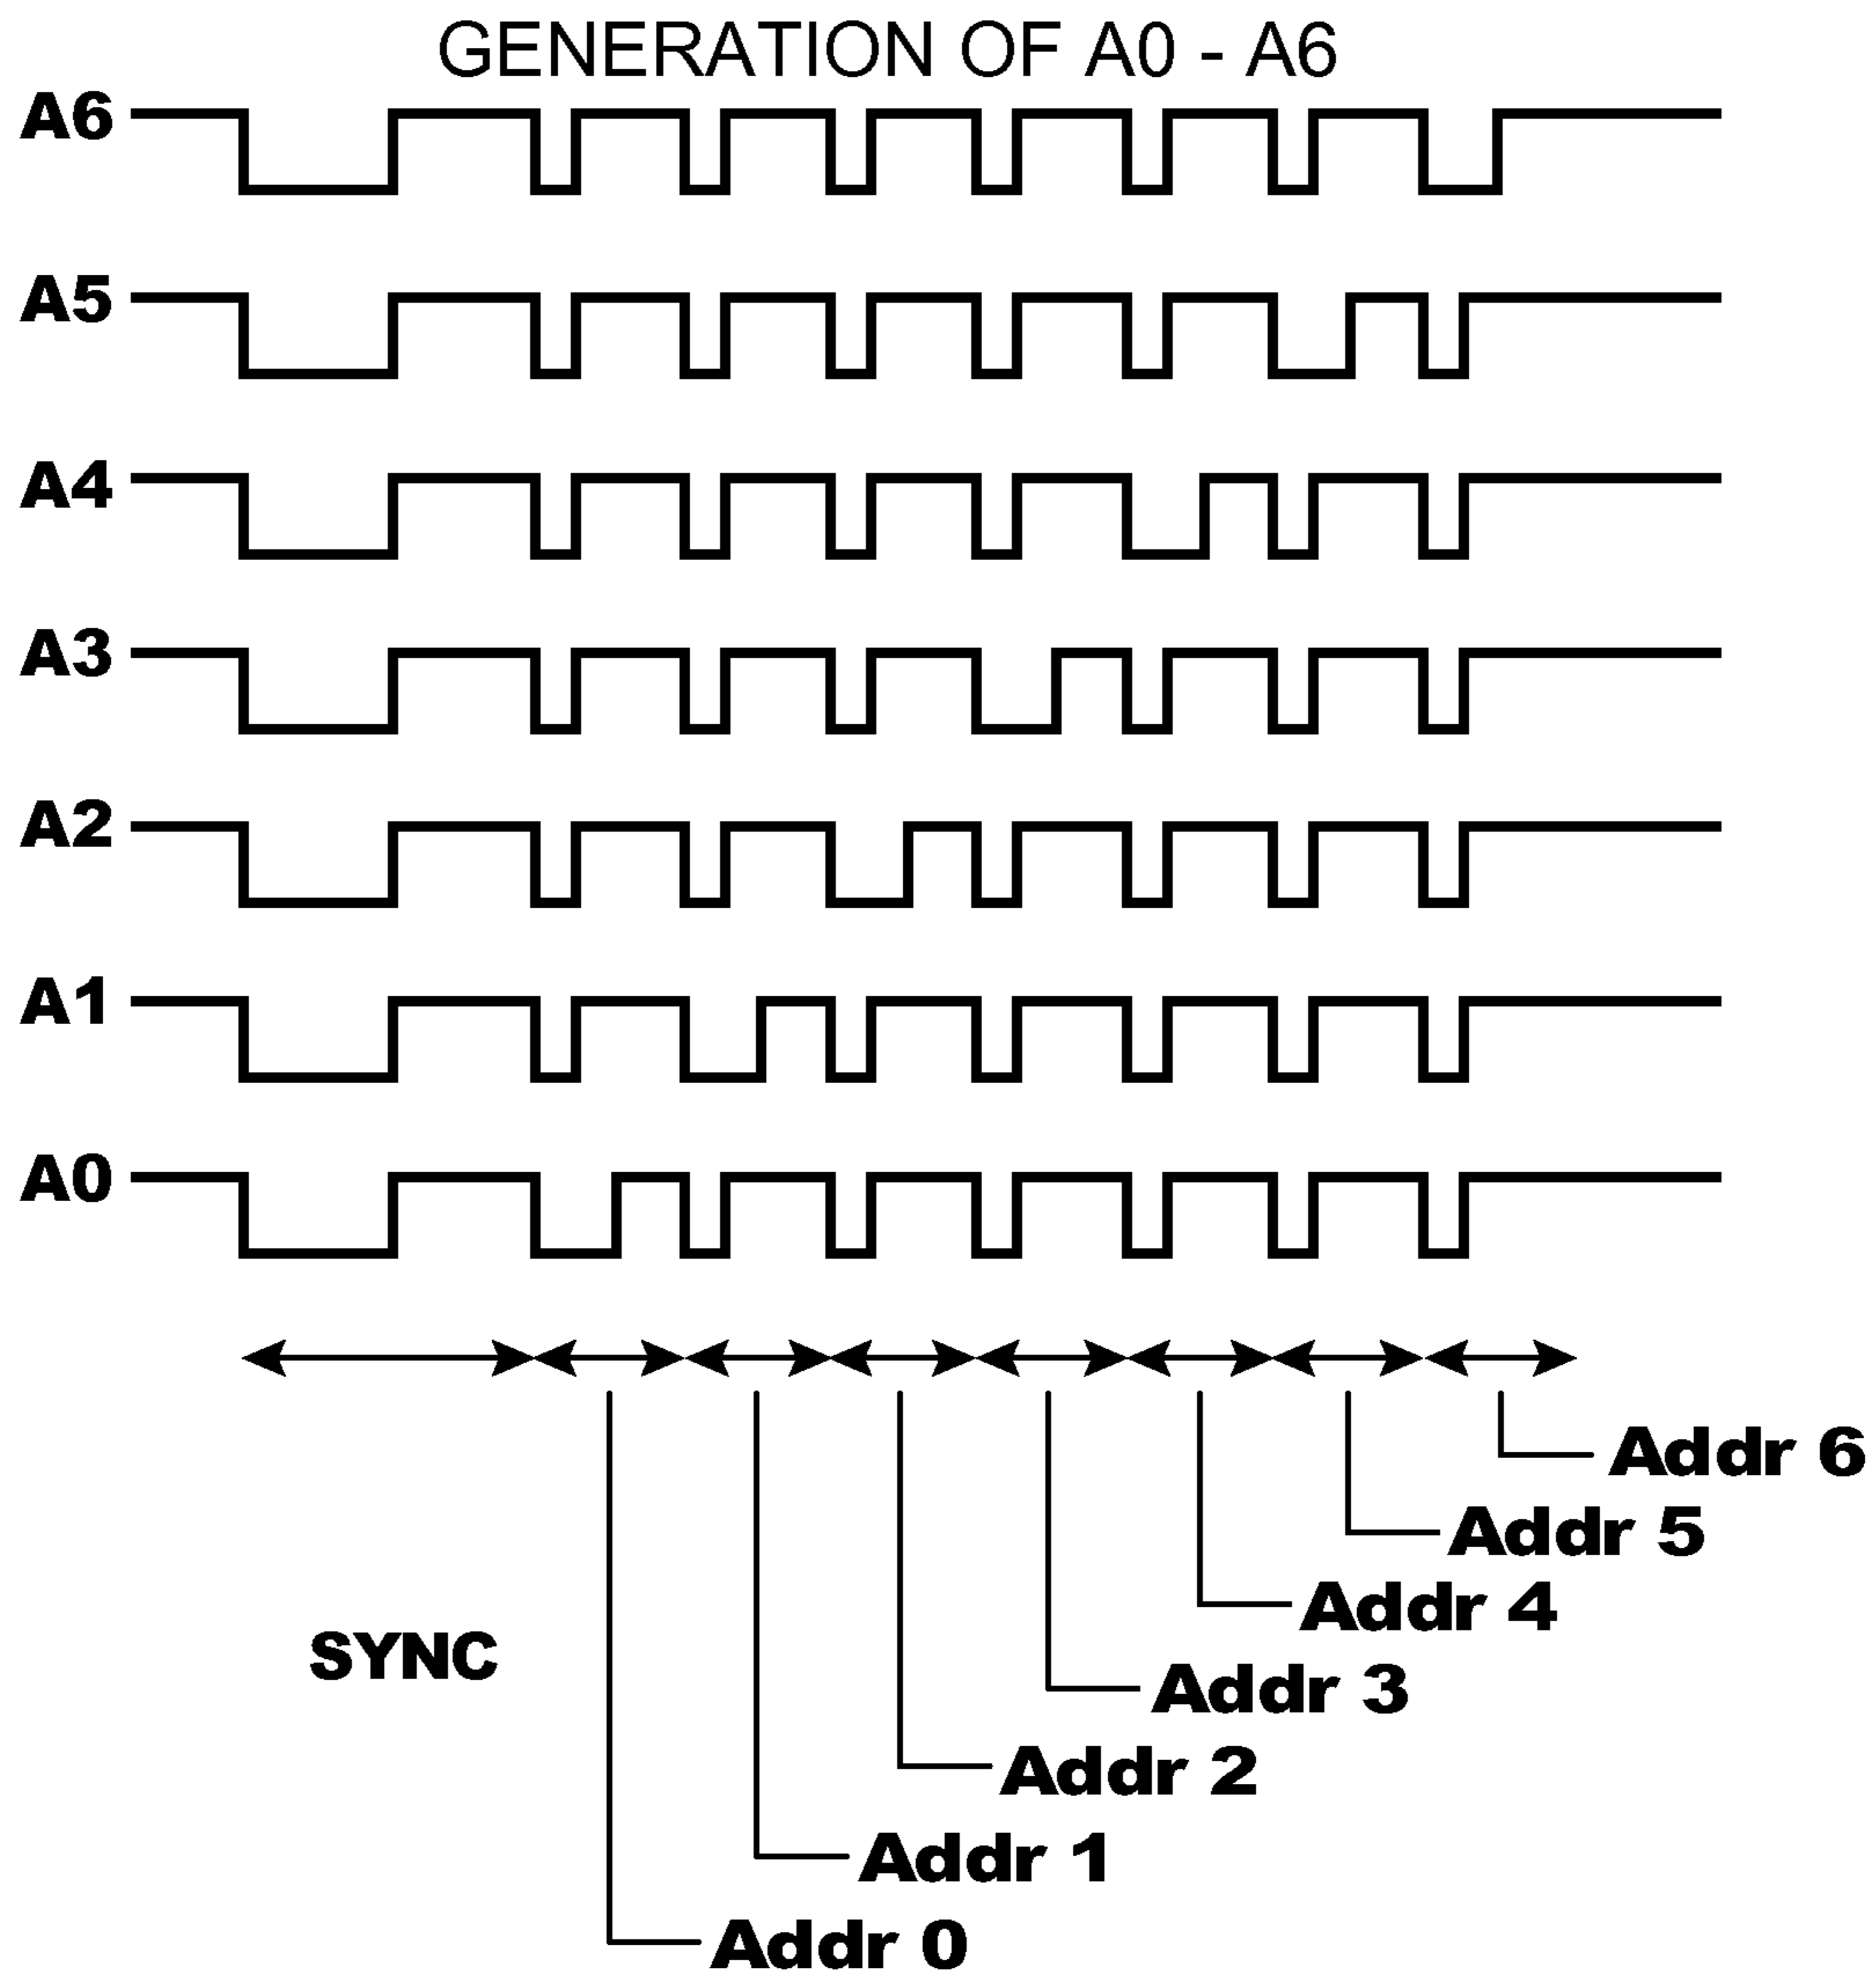 GENERATION OF A0 - A6
A6
A5
A4
A3
A2
A1
A0
Addr 6
Addr 5
Addr 4
SYNC
Addr 3
Addr 2
Addr 1
Addr 0